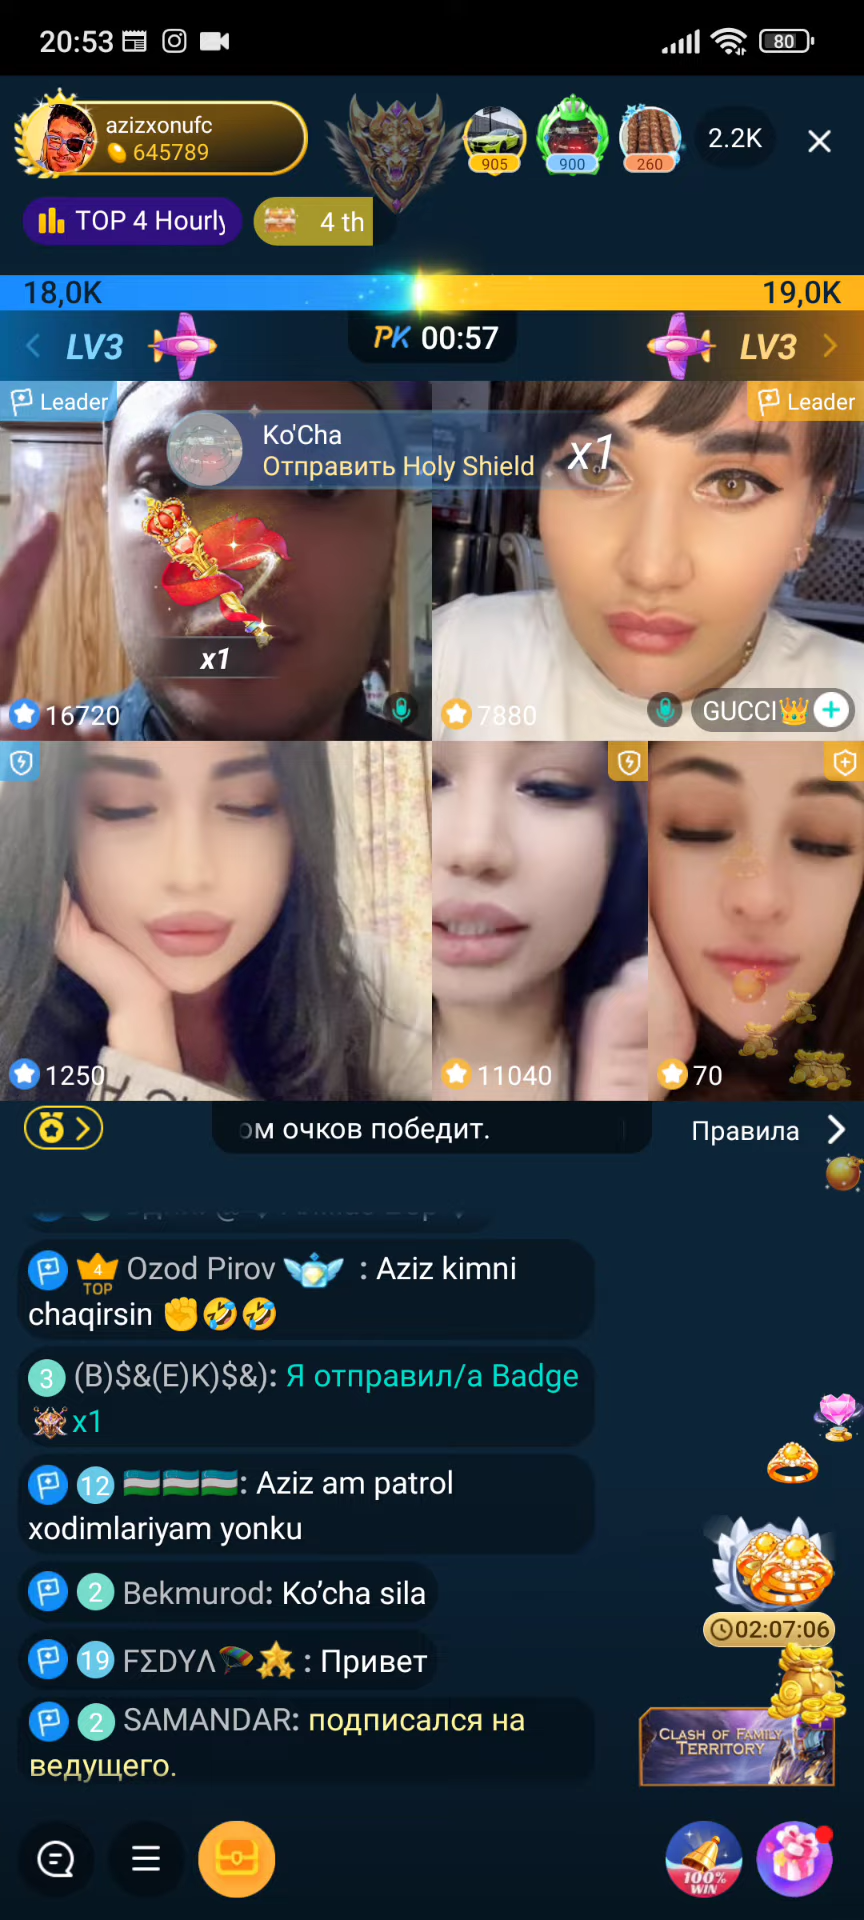 20:53
80
azizxonufc
645789
905
900
260
2.2K
TOP 4 Hourly
4 th
18,0K
19,0K
LV3
PK 00:57
LV3
Leader
Leader
Ko'Cha
Отправить Holy Shield
x1
x1
16720
7880
GUCCI👑
1250
11040
70
ом очков победит.
Правила
4
TOP
Ozod Pirov : Aziz kimni
chaqirsin ✊🤣🤣
3 (B)$&(E)K)$&): Я отправил/а Badge
x1
12 🇺🇿🇺🇿🇺🇿: Aziz am patrol
xodimlariyam yonku
2 Bekmurod: Ko’cha sila
19 FΣDYΛ🪂 : Привет
2 SAMANDAR: подписался на
ведущего.
02:07:06
CLASH OF FAMILY
TERRITORY
100%
WIN